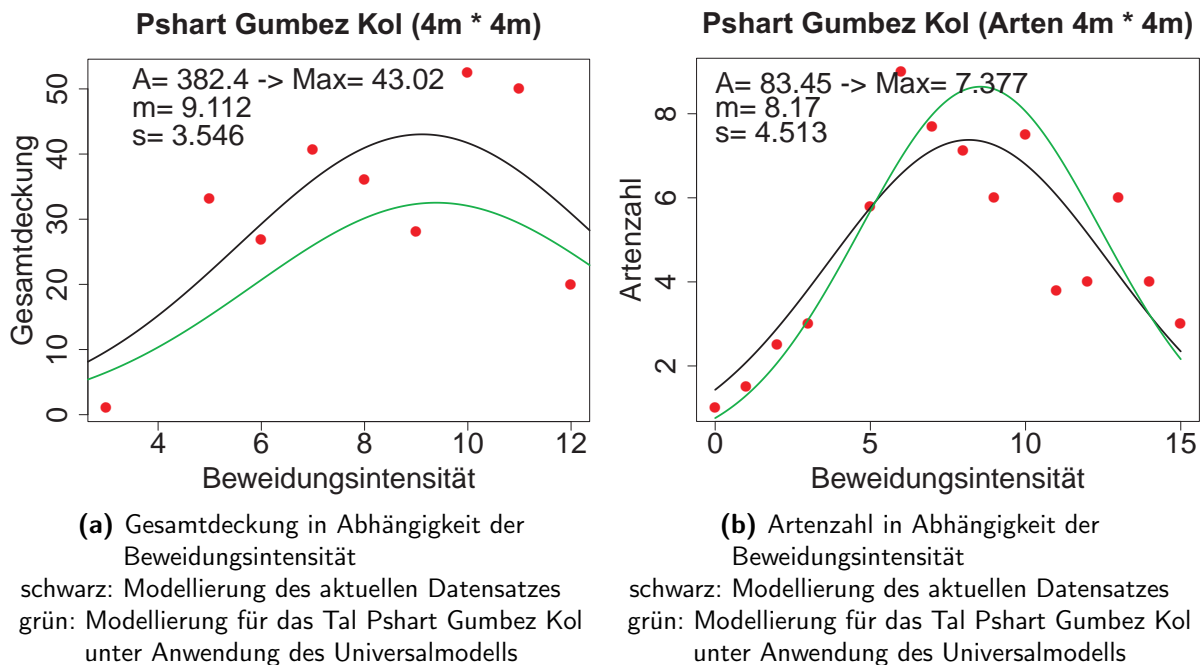 Pshart Gumbez Kol (4m * 4m)
A= 382.4 -> Max= 43.02
m= 9.112
s= 3.546
Gesamtdeckung
50
40
30
20
10
0
4 6 8 10 12
Beweidungsintensität
(a) Gesamtdeckung in Abhängigkeit der
Beweidungsintensität
schwarz: Modellierung des aktuellen Datensatzes
grün: Modellierung für das Tal Pshart Gumbez Kol
unter Anwendung des Universalmodells
Pshart Gumbez Kol (Arten 4m * 4m)
A= 83.45 -> Max= 7.377
m= 8.17
s= 4.513
Artenzahl
8
6
4
2
0 5 10 15
Beweidungsintensität
(b) Artenzahl in Abhängigkeit der
Beweidungsintensität
schwarz: Modellierung des aktuellen Datensatzes
grün: Modellierung für das Tal Pshart Gumbez Kol
unter Anwendung des Universalmodells